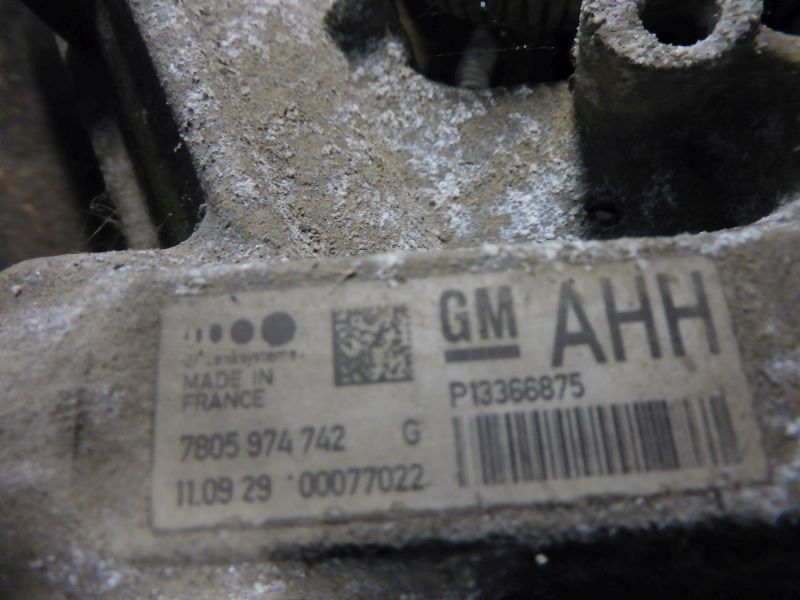 MADE IN
FRANCE
7805 974 742 G
11.09 29 00077022
GM AHH
P13366875